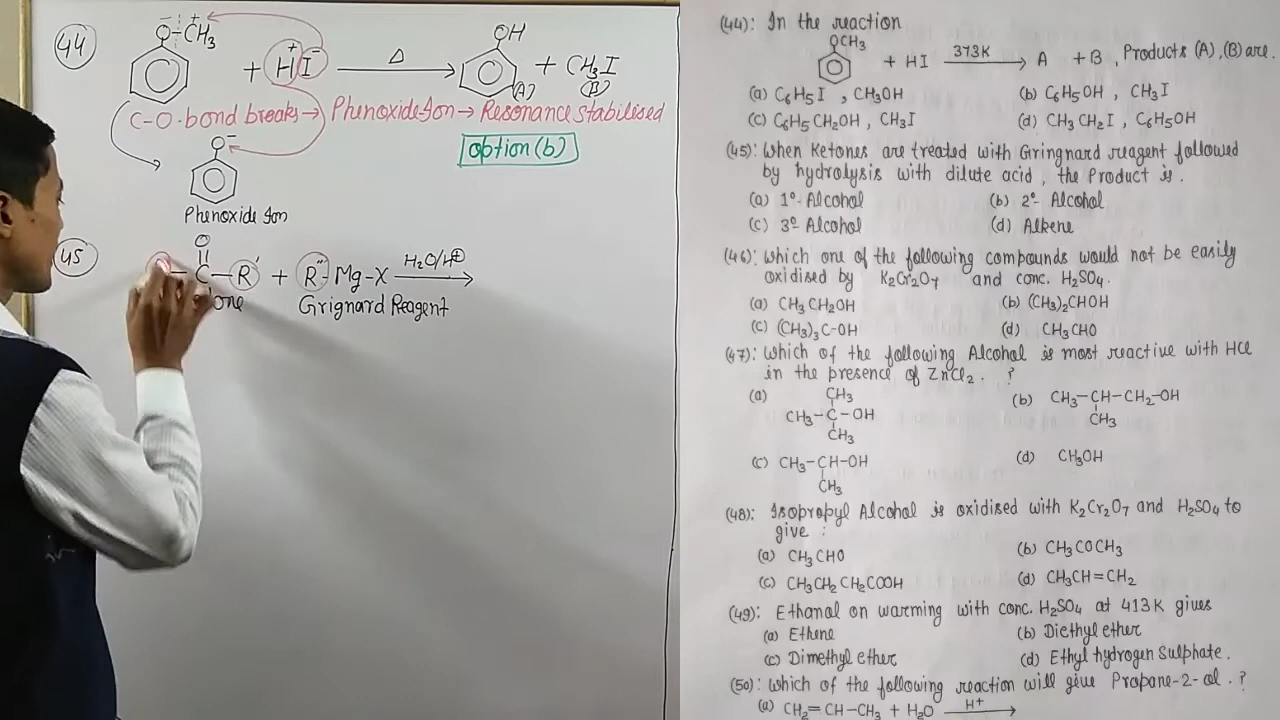 44
O⁻ – ⁺CH₃ + H⁺ I⁻ Δ⟶ OH (A) + CH₃I (B)
C-O-bond breaks → Phenoxide Ion → Resonance stabilised
Option (b)
O⁻
Phenoxide Ion
45
O
C – R' + R'' - Mg - X H₂O/H⊕ ⟶
Grignard Reagent
(44): In the reaction
OCH₃ + HI 373K ⟶ A + B , Products (A), (B) are.
(a) C₆H₅I , CH₃OH (b) C₆H₅OH , CH₃I
(c) C₆H₅CH₂OH , CH₃I (d) CH₃CH₂I , C₆H₅OH
(45): When Ketones are treated with Gringnard reagent followed
by hydrolysis with dilute acid , the Product is .
(a) 1º- Alcohol (b) 2º- Alcohol
(c) 3º- Alcohol (d) Alkene
(46): Which one of the following compounds would not be easily
oxidised by K₂Cr₂O₇ and conc. H₂SO₄.
(a) CH₃CH₂OH (b) (CH₃)₂CHOH
(c) (CH₃)₃C-OH (d) CH₃CHO
(47): Which of the following Alcohol is most reactive with HCl
in the presence of ZnCl₂ . ?
(a) CH₃-C(CH₃)(CH₃)-OH (b) CH₃-CH(CH₃)-CH₂-OH
(c) CH₃-CH(CH₃)-OH (d) CH₃OH
(48): Isopropyl Alcohol is oxidised with K₂Cr₂O₇ and H₂SO₄ to
give :
(a) CH₃CHO (b) CH₃COCH₃
(c) CH₃CH₂CH₂COOH (d) CH₃CH=CH₂
(49): Ethanal on warming with conc. H₂SO₄ at 413K gives
(a) Ethene (b) Diethyl ether
(c) Dimethyl ether (d) Ethyl hydrogen Sulphate.
(50): Which of the following reaction will give Propane-2-ol . ?
(a) CH₂=CH-CH₃ + H₂O H⁺ ⟶